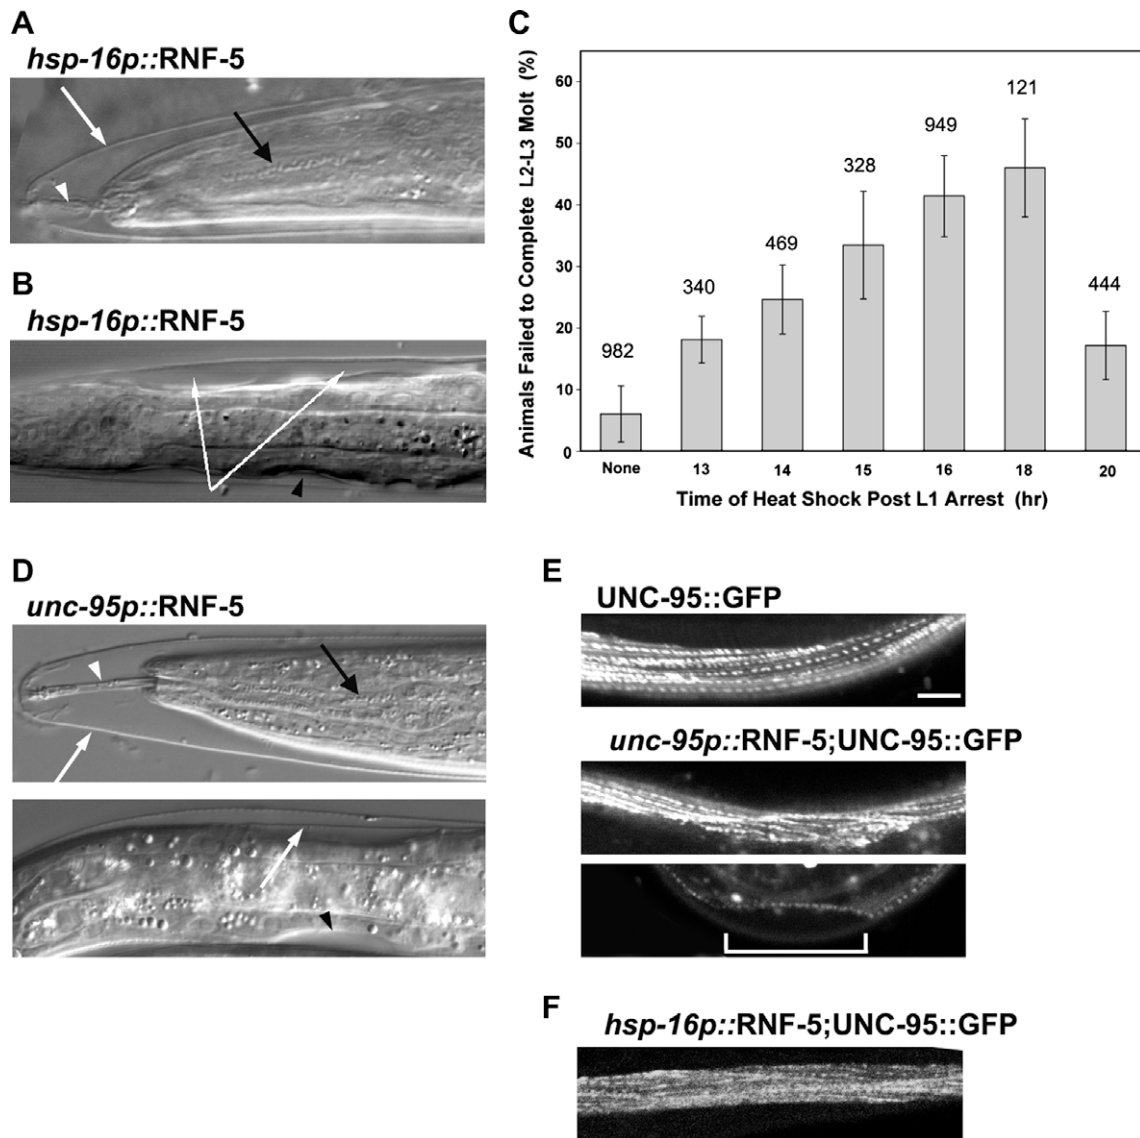 A
hsp-16p::RNF-5
B
hsp-16p::RNF-5
C
Animals Failed to Complete L2-L3 Molt (%)
60
50
40
30
20
10
0
982
340
469
328
949
121
444
None 13 14 15 16 18 20
Time of Heat Shock Post L1 Arrest (hr)
D
unc-95p::RNF-5
E
UNC-95::GFP
unc-95p::RNF-5;UNC-95::GFP
F
hsp-16p::RNF-5;UNC-95::GFP